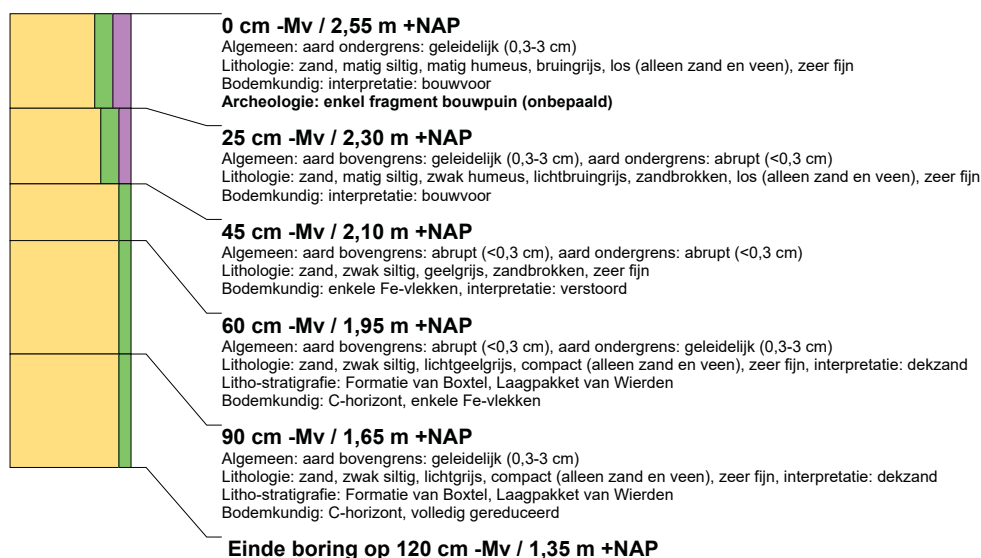 0 cm -Mv / 2,55 m +NAP
Algemeen: aard ondergrens: geleidelijk (0,3-3 cm)
Lithologie: zand, matig siltig, matig humeus, bruingrijs, los (alleen zand en veen), zeer fijn
Bodemkundig: interpretatie: bouwvoor
Archeologie: enkel fragment bouwpuin (onbepaald)
25 cm -Mv / 2,30 m +NAP
Algemeen: aard bovengrens: geleidelijk (0,3-3 cm), aard ondergrens: abrupt (<0,3 cm)
Lithologie: zand, matig siltig, zwak humeus, lichtbruingrijs, zandbrokken, los (alleen zand en veen), zeer fijn
Bodemkundig: interpretatie: bouwvoor
45 cm -Mv / 2,10 m +NAP
Algemeen: aard bovengrens: abrupt (<0,3 cm), aard ondergrens: abrupt (<0,3 cm)
Lithologie: zand, zwak siltig, geelgrijs, zandbrokken, zeer fijn
Bodemkundig: enkele Fe-vlekken, interpretatie: verstoord
60 cm -Mv / 1,95 m +NAP
Algemeen: aard bovengrens: abrupt (<0,3 cm), aard ondergrens: geleidelijk (0,3-3 cm)
Lithologie: zand, zwak siltig, lichtgeelgrijs, compact (alleen zand en veen), zeer fijn, interpretatie: dekzand
Litho-stratigrafie: Formatie van Boxtel, Laagpakket van Wierden
Bodemkundig: C-horizont, enkele Fe-vlekken
90 cm -Mv / 1,65 m +NAP
Algemeen: aard bovengrens: geleidelijk (0,3-3 cm)
Lithologie: zand, zwak siltig, lichtgrijs, compact (alleen zand en veen), zeer fijn, interpretatie: dekzand
Litho-stratigrafie: Formatie van Boxtel, Laagpakket van Wierden
Bodemkundig: C-horizont, volledig gereduceerd
Einde boring op 120 cm -Mv / 1,35 m +NAP